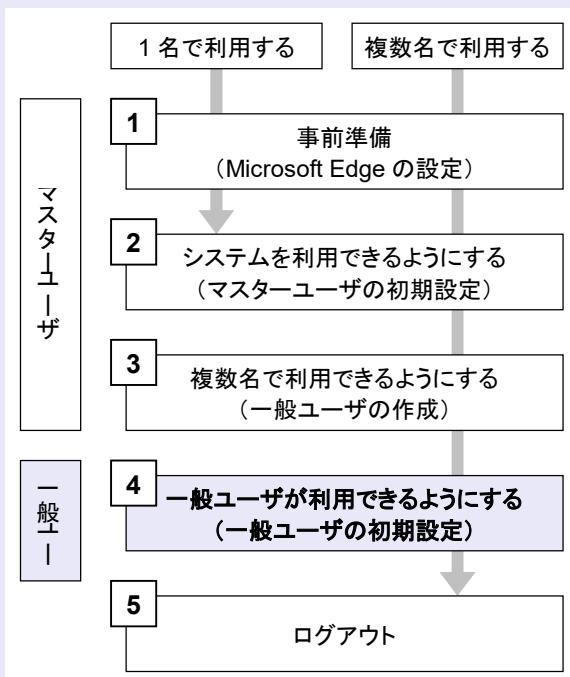 1 名で利用する
複数名で利用する
マスターユーザ
1
事前準備
（Microsoft Edge の設定）
2
システムを利用できるようにする
（マスターユーザの初期設定）
3
複数名で利用できるようにする
（一般ユーザの作成）
一般ユー
4
一般ユーザが利用できるようにする
（一般ユーザの初期設定）
5
ログアウト